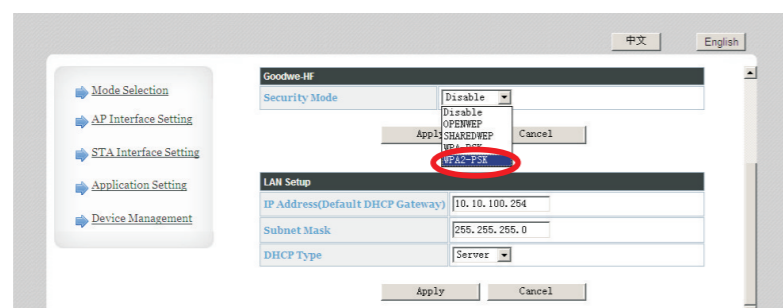 中文 English
Mode Selection
AP Interface Setting
STA Interface Setting
Application Setting
Device Management
Goodwe-HF
Security Mode Disable
Disable
OPENWEP
SHAREDWEP
WPA-PSK
WPA2-PSK
Apply Cancel
LAN Setup
IP Address(Default DHCP Gateway) 10.10.100.254
Subnet Mask 255.255.255.0
DHCP Type Server
Apply Cancel